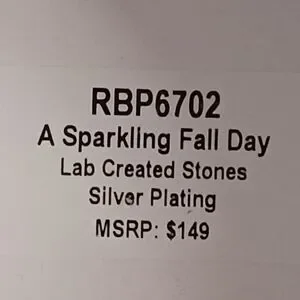 RBP6702
A Sparkling Fall Day
Lab Created Stones
Silver Plating
MSRP: $149